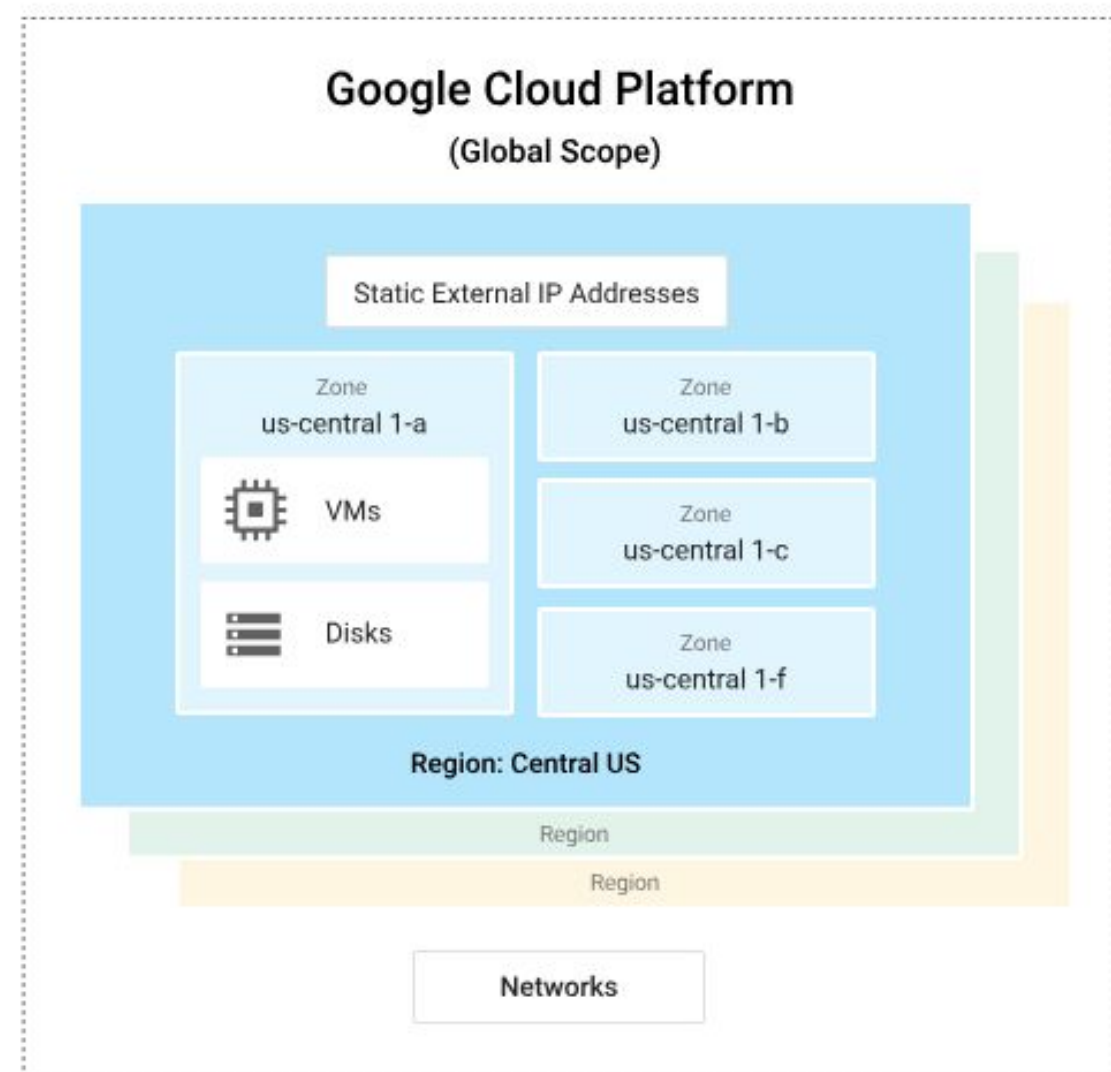 Google Cloud Platform
(Global Scope)
Static External IP Addresses
Zone
us-central 1-a
VMs
Disks
Zone
us-central 1-b
Zone
us-central 1-c
Zone
us-central 1-f
Region: Central US
Region
Region
Networks